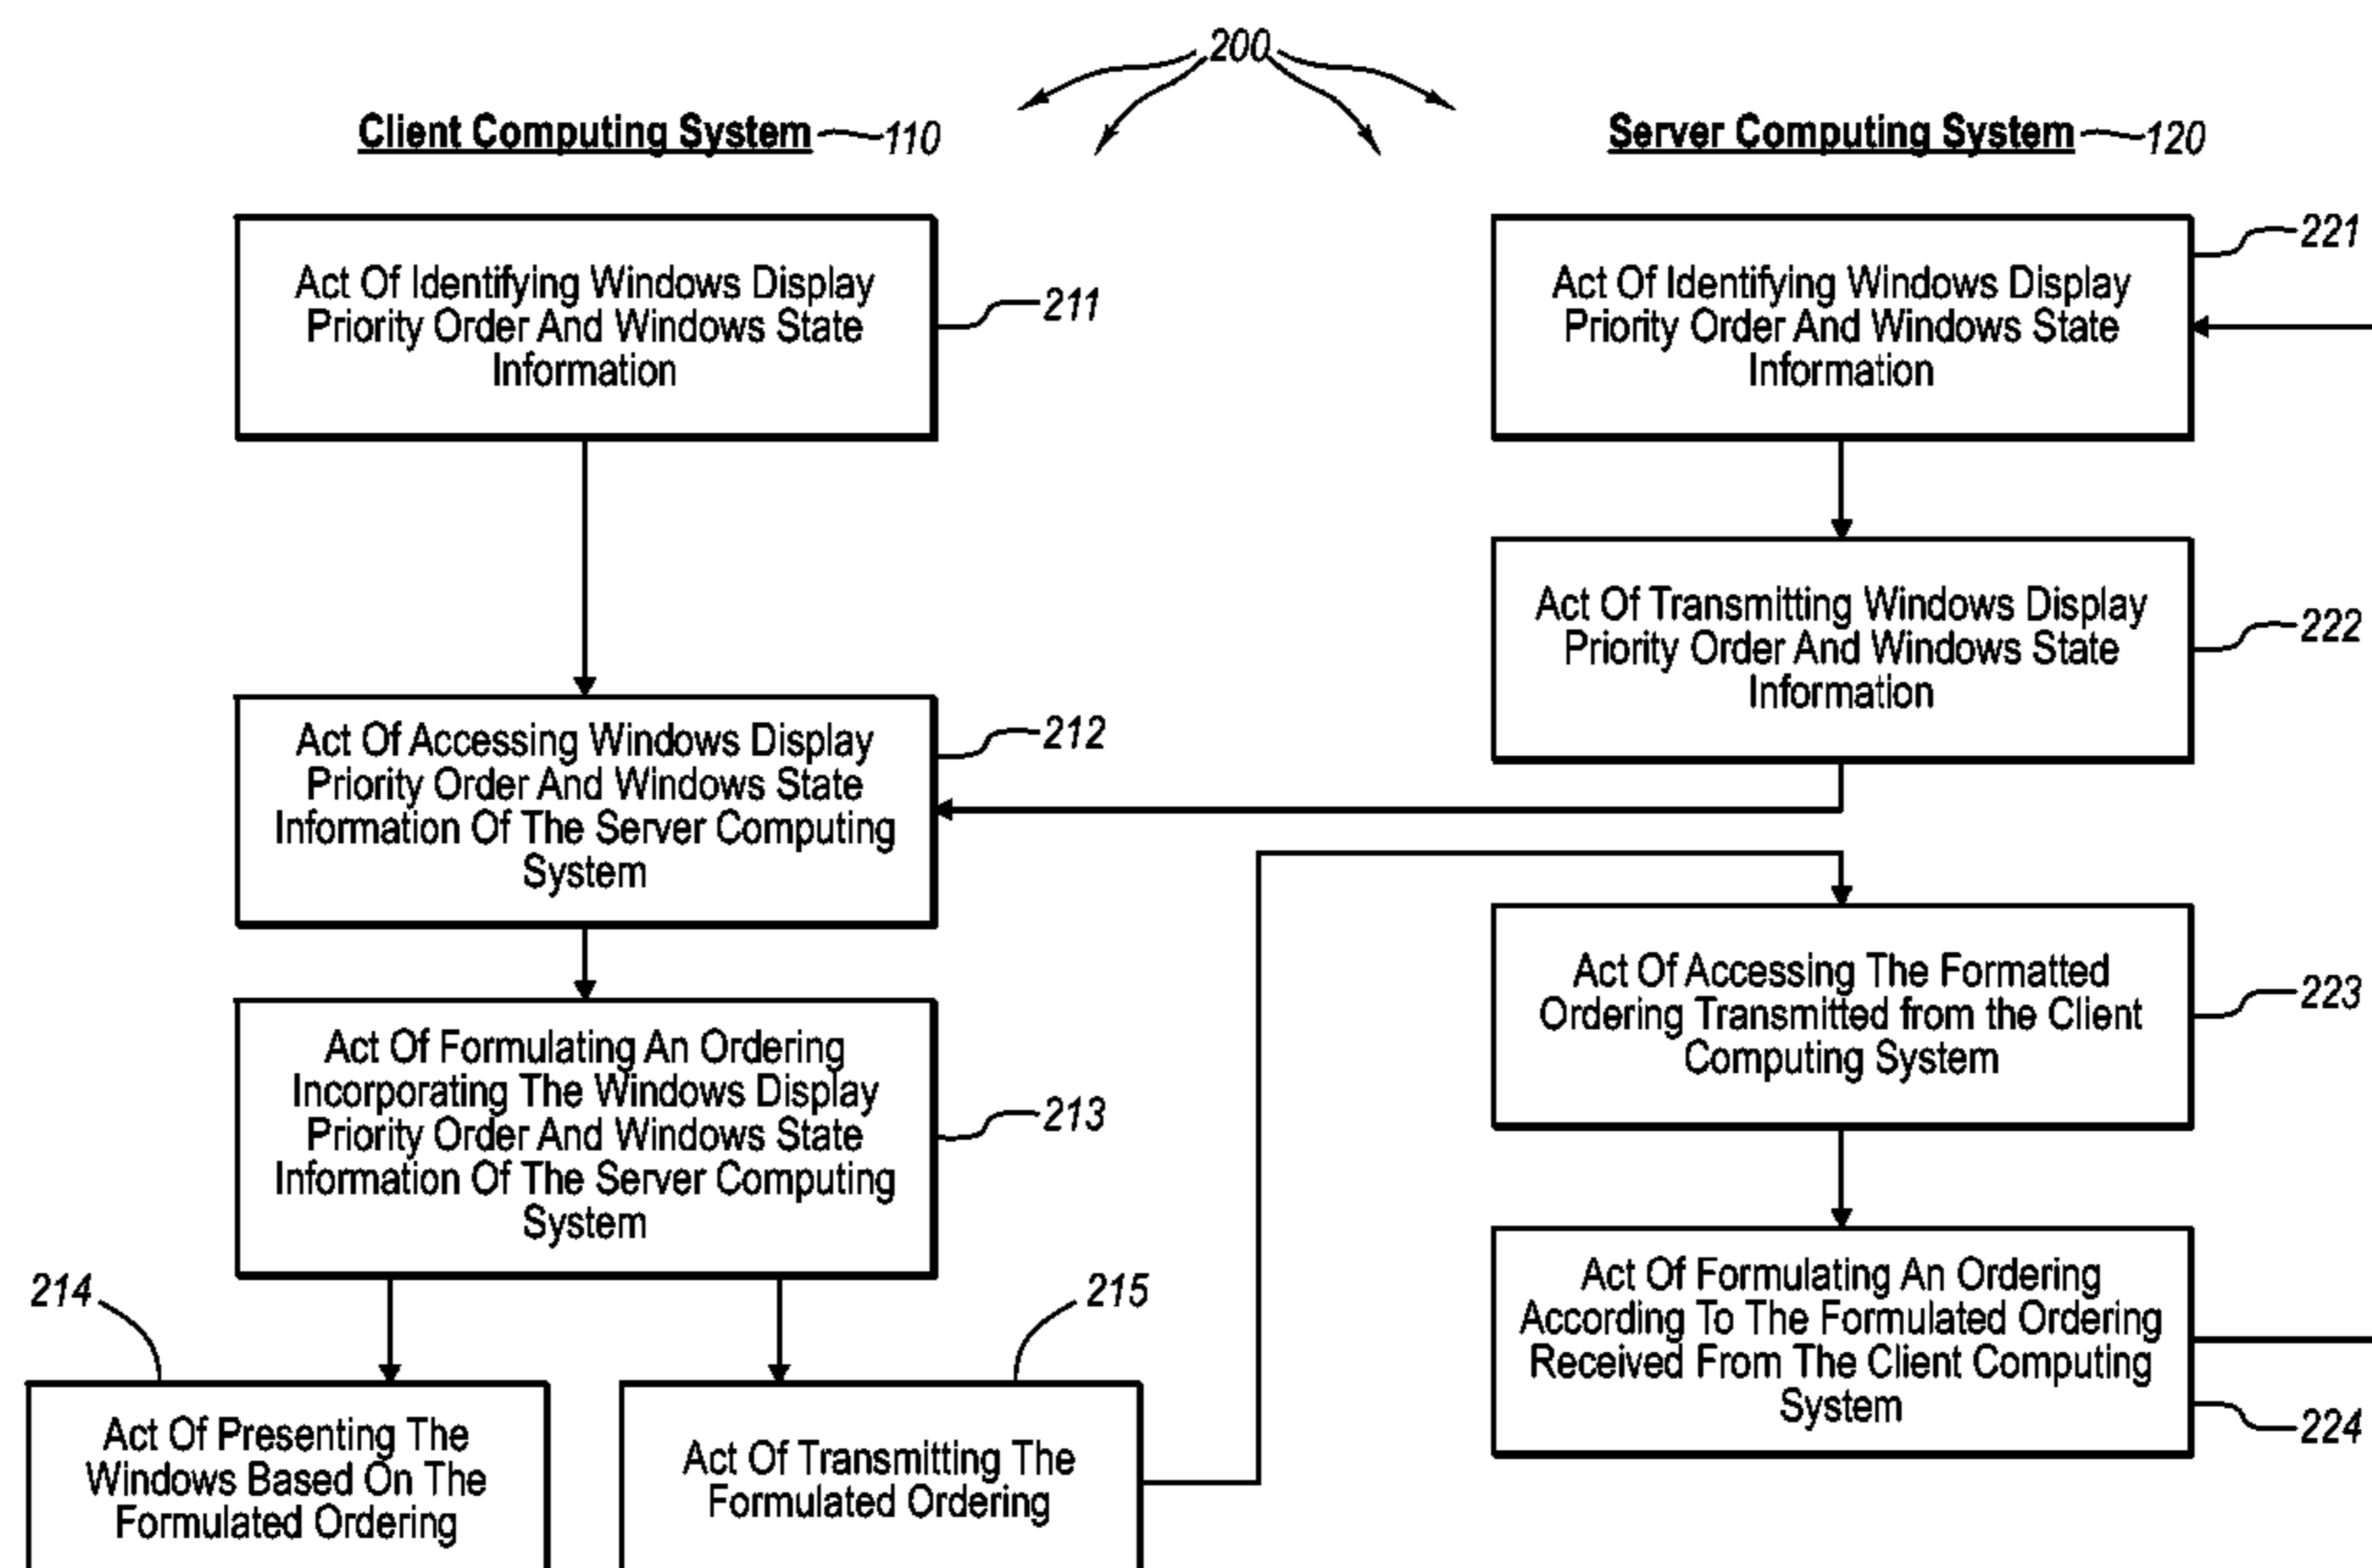 200
Client Computing System 110
Act Of Identifying Windows Display
Priority Order And Windows State
Information
211
Act Of Accessing Windows Display
Priority Order And Windows State
Information Of The Server Computing
System
212
Act Of Formulating An Ordering
Incorporating The Windows Display
Priority Order And Windows State
Information Of The Server Computing
System
213
214
Act Of Presenting The
Windows Based On The
Formulated Ordering
215
Act Of Transmitting The
Formulated Ordering
Server Computing System 120
Act Of Identifying Windows Display
Priority Order And Windows State
Information
221
Act Of Transmitting Windows Display
Priority Order And Windows State
Information
222
Act Of Accessing The Formatted
Ordering Transmitted from the Client
Computing System
223
Act Of Formulating An Ordering
According To The Formulated Ordering
Received From The Client Computing
System
224